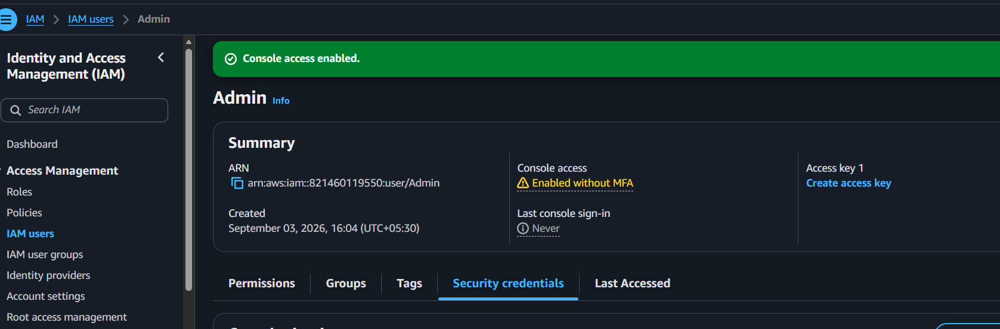 IAM > IAM users > Admin
Identity and Access
Management (IAM)
Search IAM
Dashboard
Access Management
Roles
Policies
IAM users
IAM user groups
Identity providers
Account settings
Root access management
Console access enabled.
Admin Info
Summary
ARN
arn:aws:iam::821460119550:user/Admin
Created
September 03, 2026, 16:04 (UTC+05:30)
Console access
Enabled without MFA
Last console sign-in
Never
Access key 1
Create access key
Permissions Groups Tags Security credentials Last Accessed